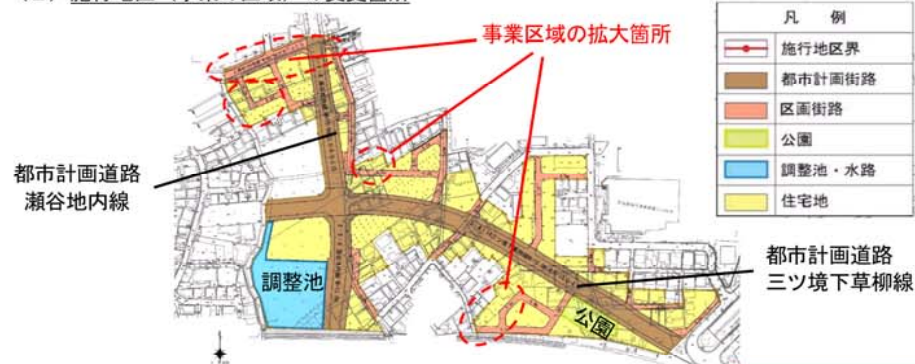 事業区域の拡大箇所
凡 例
施行地区界
都市計画街路
区画街路
公園
調整池・水路
住宅地
都市計画道路
瀬谷地内線
調整池
公園
都市計画道路
三ツ境下草柳線